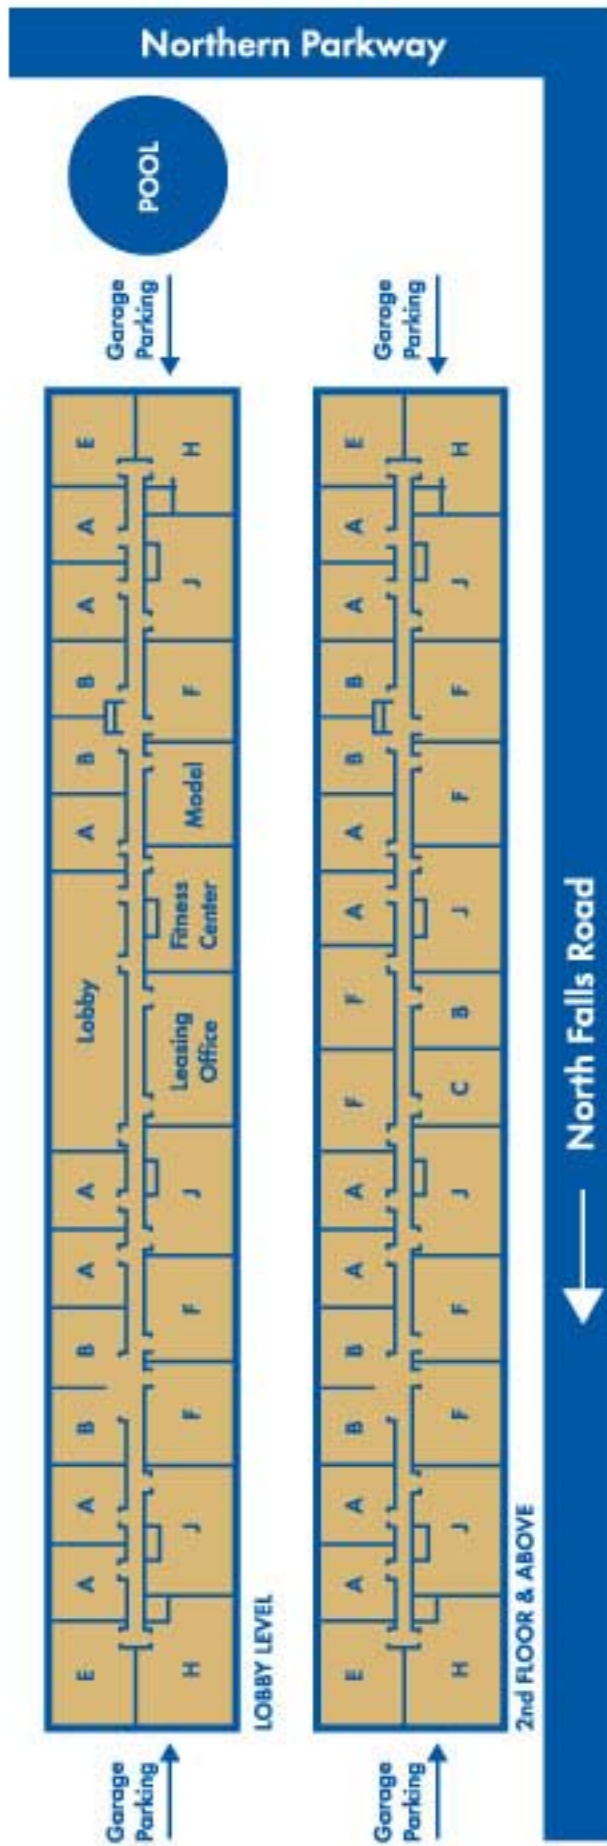 Northern Parkway
POOL
Garage
Parking
Garage
Parking
E
A
A
B
B
A
Lobby
A
A
B
B
A
A
E
H
J
F
Model
Fitness
Center
Leasing
Office
J
F
F
J
H
LOBBY LEVEL
E
A
A
B
B
A
A
F
F
A
A
B
B
A
A
E
H
J
F
F
J
B
C
J
F
F
J
H
2nd FLOOR & ABOVE
North Falls Road
Garage
Parking
Garage
Parking